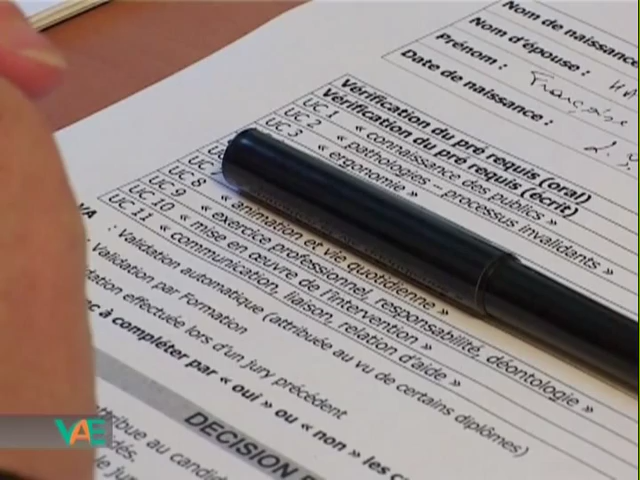 Nom de naissance
Nom d'épouse :
Prénom : Françoise
Date de naissance :
Vérification du pré requis (oral)
Vérification du pré requis (écrit)
UC 1 « connaissance des publics »
UC 2 « pathologies – processus invalidants »
UC 3 « ergonomie »
UC 8 « animation et vie quotidienne »
UC 9 « exercice professionnel, responsabilité, déontologie »
UC 10 « mise en œuvre de l'intervention »
UC 11 « communication, liaison, relation d'aide »
VA
: Validation automatique (attribuée au vu de certains diplômes)
: Validation par Formation
effectuée lors d'un jury précédent
à compléter par « oui » ou « non » les
DECISION
au
VAE